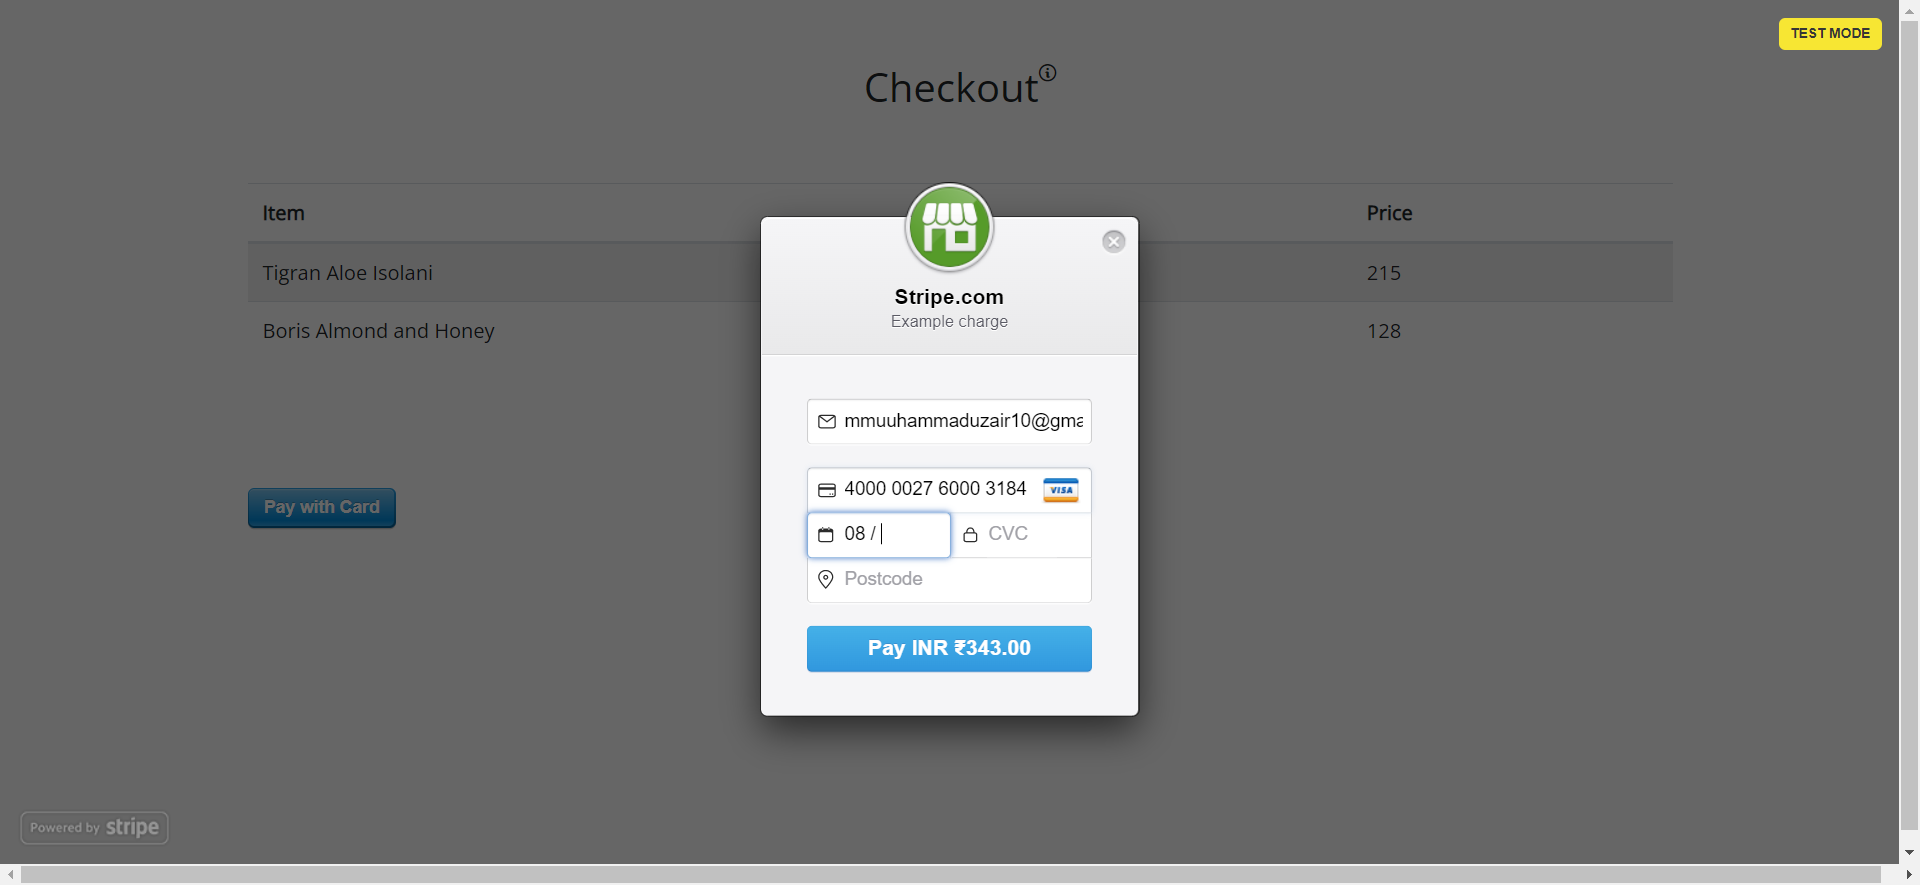 TEST MODE
Checkout
Item
Price
Tigran Aloe Isolani
215
Boris Almond and Honey
128
Stripe.com
Example charge
mmuuhammaduzair10@gma
4000 0027 6000 3184
VISA
08 /
CVC
Postcode
Pay INR ₹343.00
Pay with Card
Powered by stripe